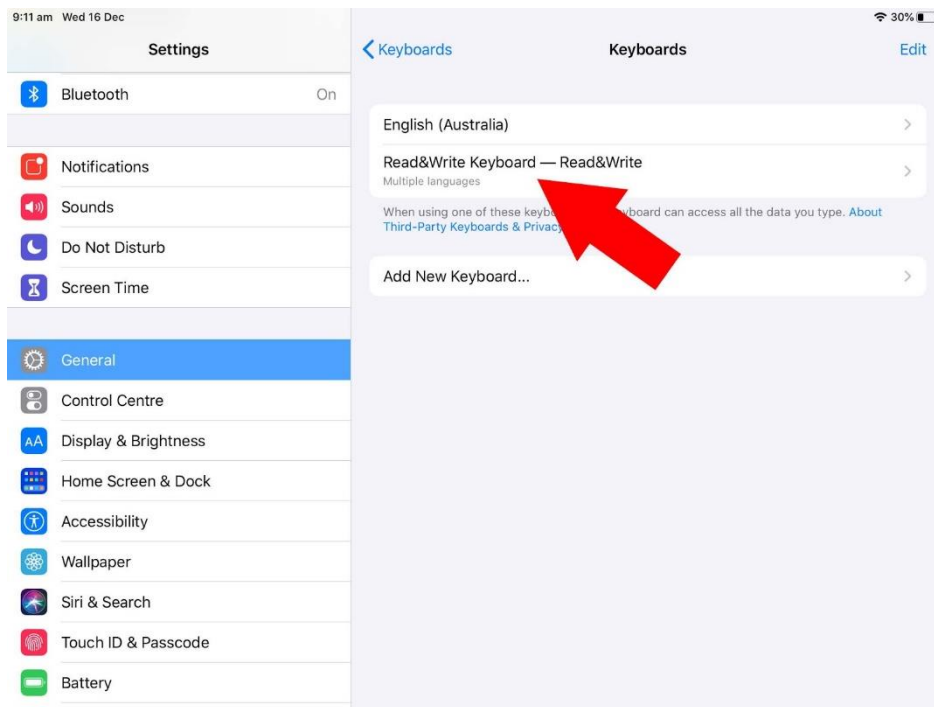 9:11 am Wed 16 Dec
30%
Settings
Bluetooth On
Notifications
Sounds
Do Not Disturb
Screen Time
General
Control Centre
Display & Brightness
Home Screen & Dock
Accessibility
Wallpaper
Siri & Search
Touch ID & Passcode
Battery
Keyboards
Keyboards
Edit
English (Australia)
Read&Write Keyboard — Read&Write
Multiple languages
When using one of these keyboard can access all the data you type. About
Third-Party Keyboards & Privacy
Add New Keyboard...